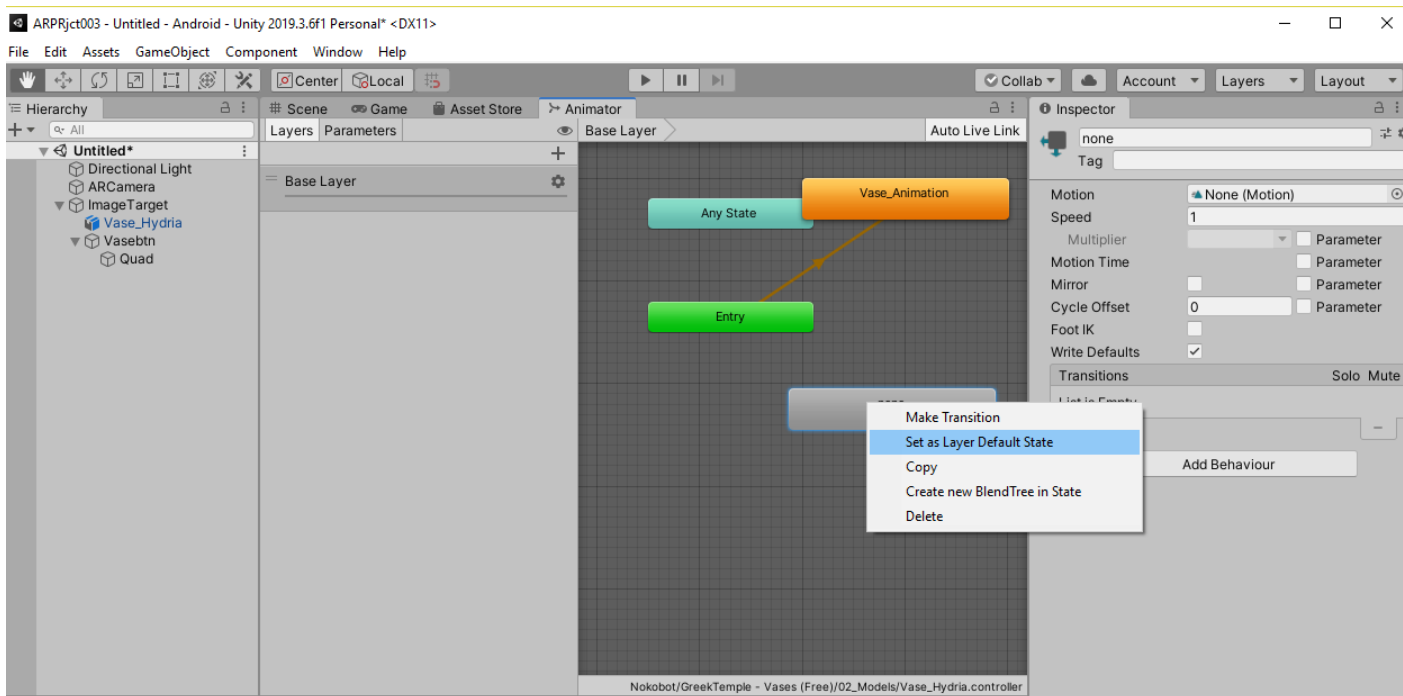 ARPRjct003 - Untitled - Android - Unity 2019.3.6f1 Personal* <DX11>
File Edit Assets GameObject Component Window Help
Center Local Collab Account Layers Layout
Hierarchy # Scene Game Asset Store Animator Inspector
All Layers Parameters Base Layer Auto Live Link none
Untitled* Tag
Directional Light
ARCamera Base Layer
ImageTarget
Vase_Hydria
Vasebtn
Quad
Vase_Animation
Any State
Entry
Motion None (Motion)
Speed 1
Multiplier Parameter
Motion Time Parameter
Mirror Parameter
Cycle Offset 0 Parameter
Foot IK
Write Defaults
Transitions Solo Mute
Make Transition
Set as Layer Default State
Copy
Create new BlendTree in State
Delete
Add Behaviour
Nokobot/GreekTemple - Vases (Free)/02_Models/Vase_Hydria.controller